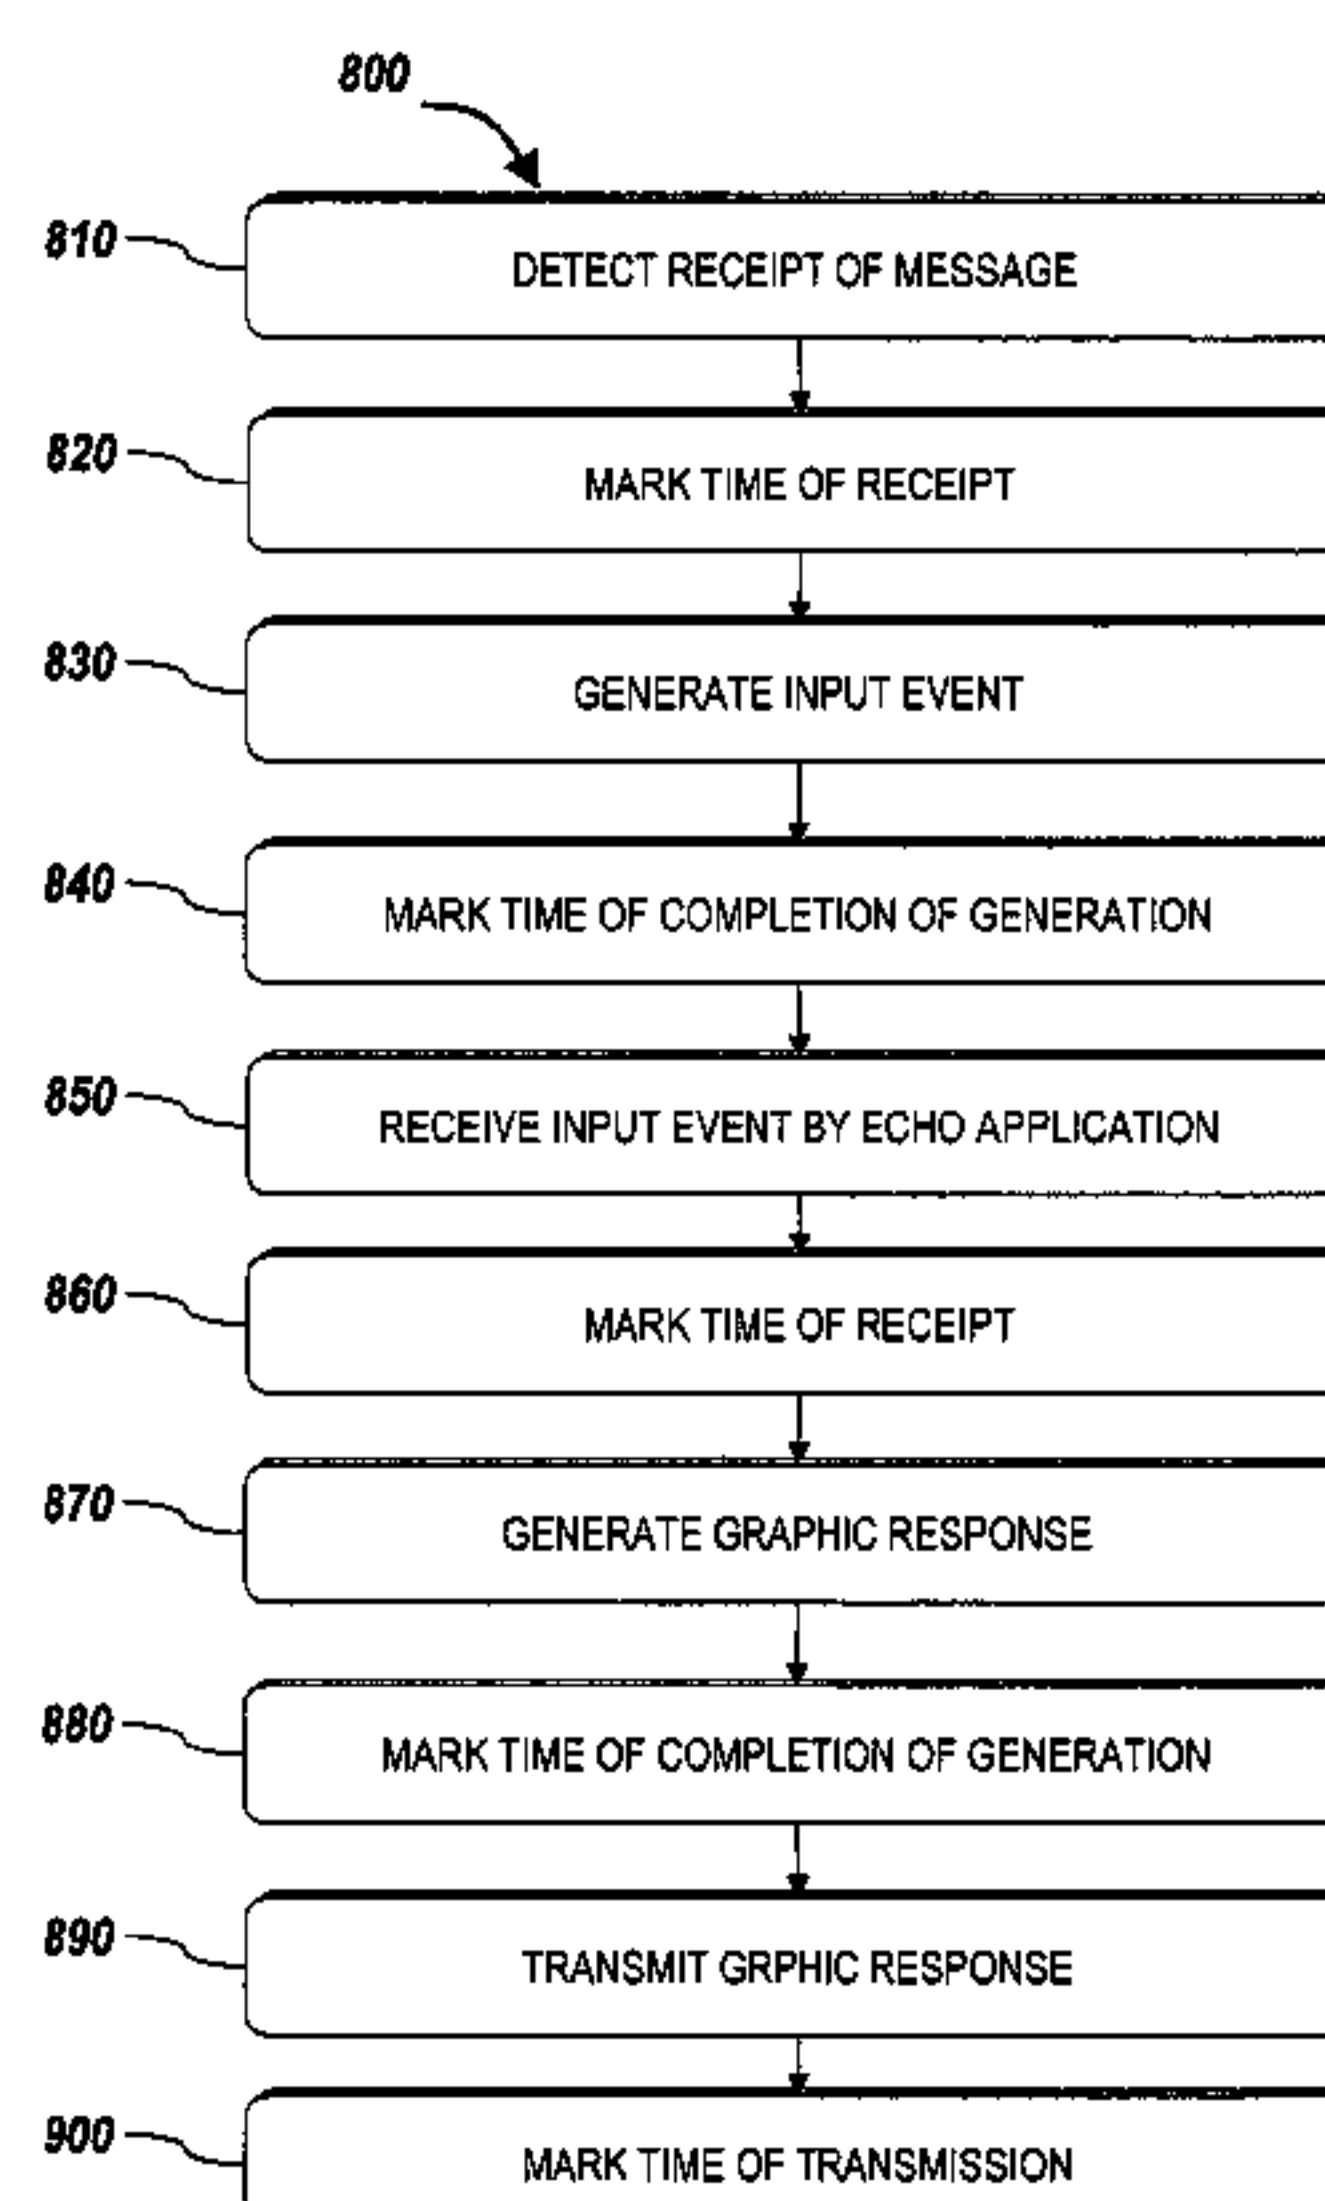 800
810 DETECT RECEIPT OF MESSAGE
820 MARK TIME OF RECEIPT
830 GENERATE INPUT EVENT
840 MARK TIME OF COMPLETION OF GENERATION
850 RECEIVE INPUT EVENT BY ECHO APPLICATION
860 MARK TIME OF RECEIPT
870 GENERATE GRAPHIC RESPONSE
880 MARK TIME OF COMPLETION OF GENERATION
890 TRANSMIT GRPHIC RESPONSE
900 MARK TIME OF TRANSMISSION